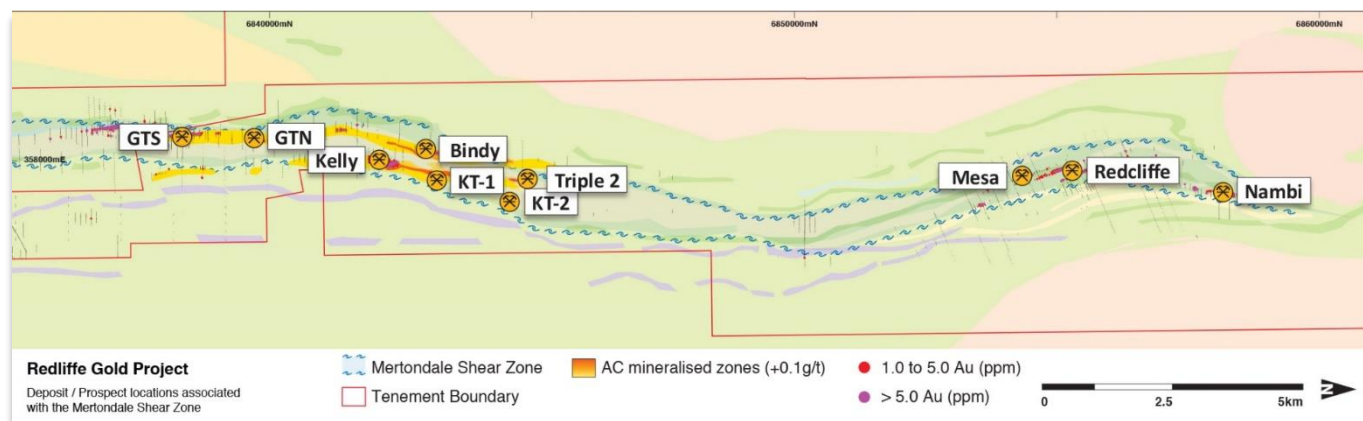 6840000mN
6850000mN
6860000mN
358000mE
GTS
GTN
Kelly
Bindy
KT-1
Triple 2
KT-2
Mesa
Redcliffe
Nambi
Redliffe Gold Project
Deposit / Prospect locations associated
with the Mertondale Shear Zone
Mertondale Shear Zone
Tenement Boundary
AC mineralised zones (+0.1g/t)
1.0 to 5.0 Au (ppm)
> 5.0 Au (ppm)
0 2.5 5km
N